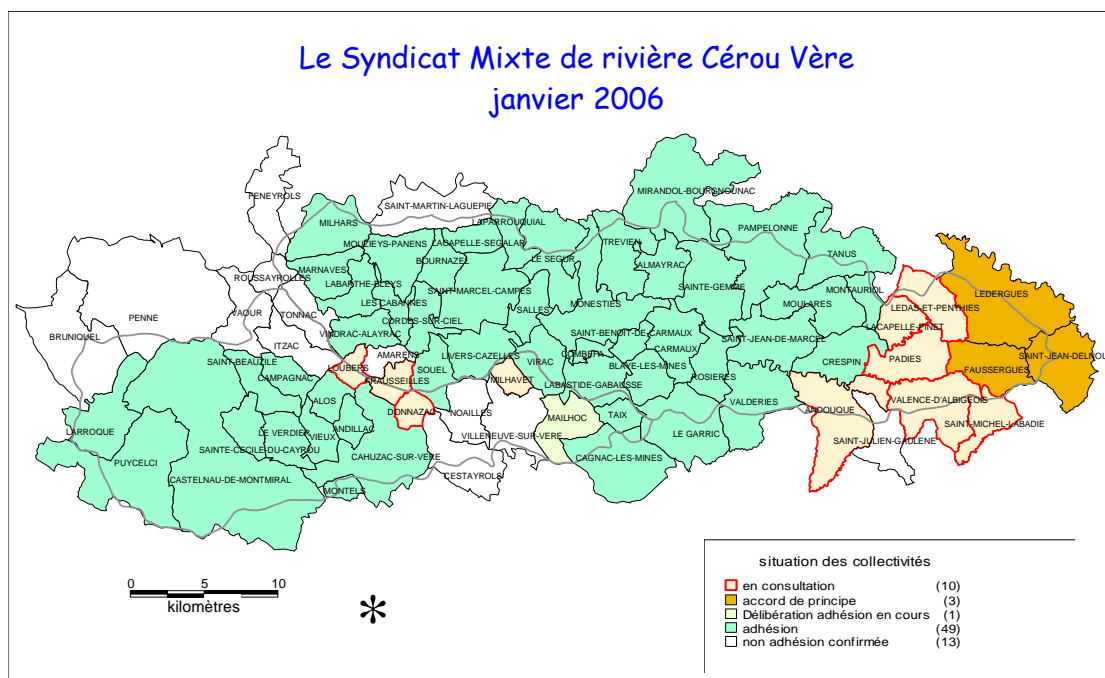 Le Syndicat Mixte de rivière Cérou Vère
janvier 2006
MIRANDOL-BOURGNOUNAC
PENEYROLS
SAINT-MARTIN-LAGUEPIE
MILHARS
LAPARROUQUIAL
PAMPELONNE
MOUZIEYS-PANENS
LACAPELLE-SEGALAR
TREVIEN
TANUS
BOURNAZEL
LE SEGUR
ALMAYRAC
MARNAVES
ROUSSAYROLLES
LABARTHE-BLEYS
SAINT-MARCEL-CAMPES
SAINTE-GEMME
MONTAURIOL
LEDERGUES
LES CABANNES
MONESTIES
MOULARES
LEDAS-ET-PENTHIES
VAOUR
TONNAC
SALLES
PENNE
CORDES-SUR-CIEL
LACAPELLE-PINET
VINDRAC-ALAYRAC
SAINT-BENOIT-DE-CARMAUX
BRUNIQUEL
SAINT-JEAN-DE-MARCEL
ITZAC
CARMAUX
AMARENS
LIVERS-CAZELLES
COMBEFA
SAINT-JEAN-DELNOU
SAINT-BEAUZILE
LOUBERS
SOUEL
VIRAC
BLAYE-LES-MINES
CRESPIN
PADIES
FAUSSERGUES
CAMPAGNAC
FRAUSSEILLES
MILHAVET
ROSIERES
LABASTIDE-GABAUSSE
ALOS
VALDERIES
VALENCE-D'ALBIGEOIS
DONNAZAC
NOAILLES
MAILHOC
TAIX
ANDOUQUE
SAINT-MICHEL-LABADIE
LARROQUE
LE VERDIER
ANDILLAC
VIEUX
VILLENEUVE-SUR-VERE
LE GARRIC
SAINT-JULIEN-GAULENE
SAINTE-CECILE-DU-CAYROU
PUYCELCI
CAHUZAC-SUR-VERE
CAGNAC-LES-MINES
CESTAYROLS
CASTELNAU-DE-MONTMIRAL
MONTELS
0 5 10
kilomètres
*
situation des collectivités
en consultation (10)
accord de principe (3)
Délibération adhésion en cours (1)
adhésion (49)
non adhésion confirmée (13)